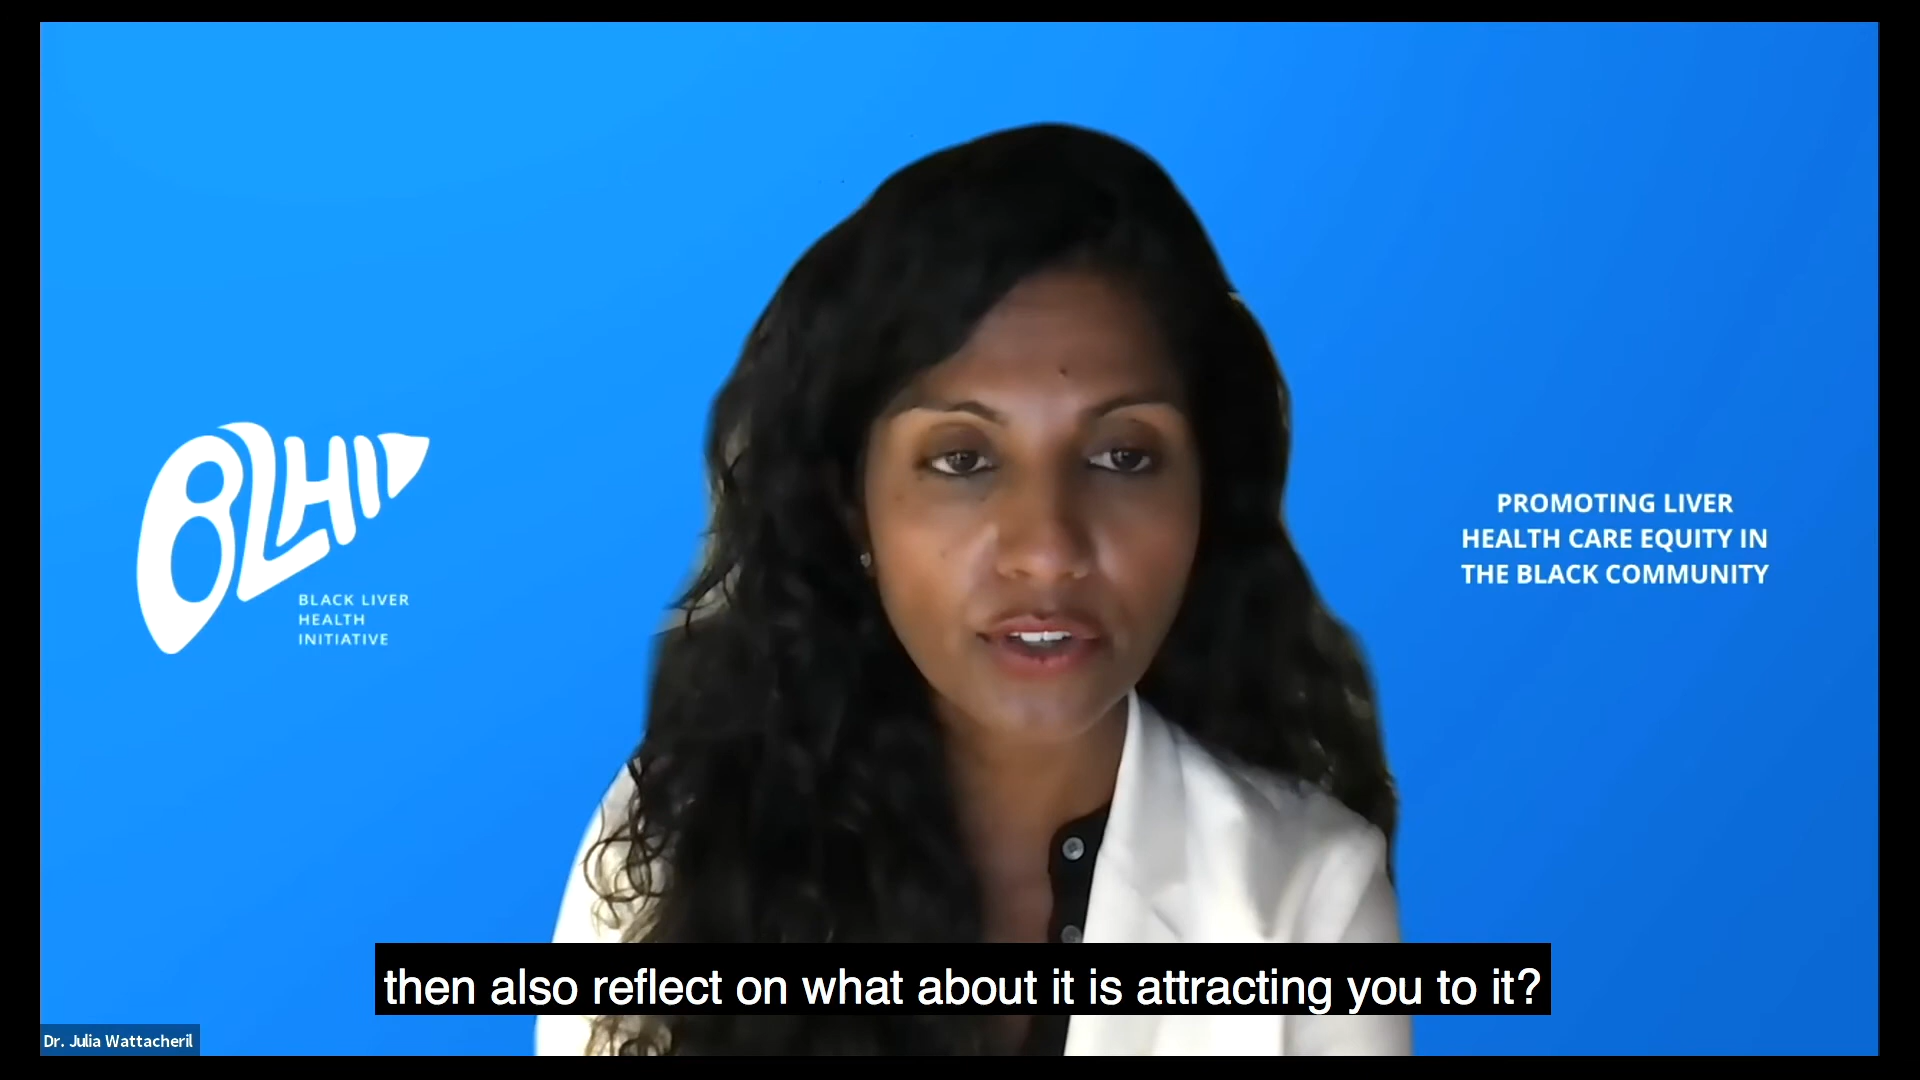 BLHI
BLACK LIVER
HEALTH
INITIATIVE
PROMOTING LIVER
HEALTH CARE EQUITY IN
THE BLACK COMMUNITY
then also reflect on what about it is attracting you to it?
Dr. Julia Wattacheril